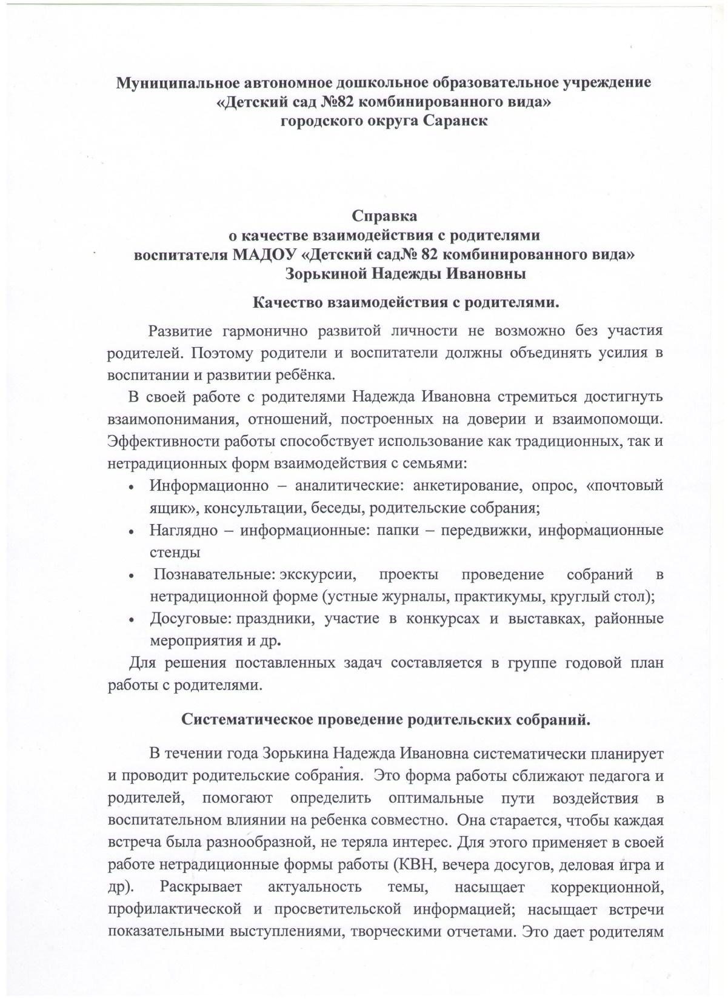 Муниципальное автономное дошкольное образовательное учреждение
«Детский сад №82 комбинированного вида»
городского округа Саранск
Справка
о качестве взаимодействия с родителями
воспитателя МАДОУ «Детский сад№ 82 комбинированного вида»
Зорькиной Надежды Ивановны
Качество взаимодействия с родителями.
Развитие гармонично развитой личности не возможно без участия
родителей. Поэтому родители и воспитатели должны объединять усилия в
воспитании и развитии ребёнка.
В своей работе с родителями Надежда Ивановна стремиться достигнуть
взаимопонимания, отношений, построенных на доверии и взаимопомощи.
Эффективности работы способствует использование как традиционных, так и
нетрадиционных форм взаимодействия с семьями:
• Информационно – аналитические: анкетирование, опрос, «почтовый
ящик», консультации, беседы, родительские собрания;
• Наглядно – информационные: папки – передвижки, информационные
стенды
• Познавательные: экскурсии, проекты проведение собраний в
нетрадиционной форме (устные журналы, практикумы, круглый стол);
• Досуговые: праздники, участие в конкурсах и выставках, районные
мероприятия и др.
Для решения поставленных задач составляется в группе годовой план
работы с родителями.
Систематическое проведение родительских собраний.
В течении года Зорькина Надежда Ивановна систематически планирует
и проводит родительские собрания. Это форма работы сближают педагога и
родителей, помогают определить оптимальные пути воздействия в
воспитательном влиянии на ребенка совместно. Она старается, чтобы каждая
встреча была разнообразной, не теряла интерес. Для этого применяет в своей
работе нетрадиционные формы работы (КВН, вечера досугов, деловая игра и
др). Раскрывает актуальность темы, насыщает коррекционной,
профилактической и просветительской информацией; насыщает встречи
показательными выступлениями, творческими отчетами. Это дает родителям